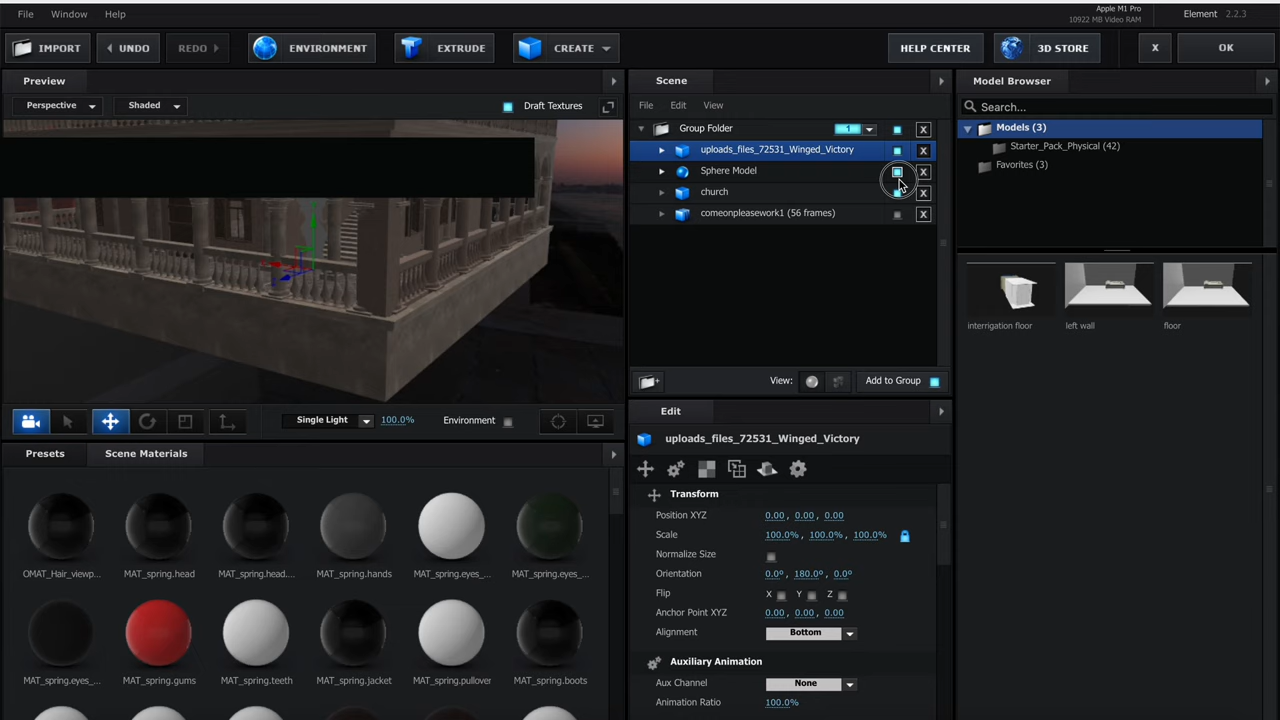 File Window Help
Apple M1 Pro
10922 MB Video RAM
Element 2.2.3
IMPORT UNDO REDO ENVIRONMENT EXTRUDE CREATE HELP CENTER 3D STORE X OK
Preview
Perspective Shaded Draft Textures
Single Light 100.0% Environment
Scene
File Edit View
Group Folder 1 X
uploads_files_72531_Winged_Victory X
Sphere Model X
church X
comeonpleasework1 (56 frames) X
View: Add to Group
Model Browser
Search...
Models (3)
Starter_Pack_Physical (42)
Favorites (3)
interrigation floor left wall floor
Presets Scene Materials
OMAT_Hair_viewp... MAT_spring.head MAT_spring.head.... MAT_spring.hands MAT_spring.eyes_... MAT_spring.eyes_...
MAT_spring.eyes_... MAT_spring.gums MAT_spring.teeth MAT_spring.jacket MAT_spring.pullover MAT_spring.boots
Edit
uploads_files_72531_Winged_Victory
Transform
Position XYZ 0.00, 0.00, 0.00
Scale 100.0%, 100.0%, 100.0%
Normalize Size
Orientation 0.0°, 180.0°, 0.0°
Flip X Y Z
Anchor Point XYZ 0.00, 0.00, 0.00
Alignment Bottom
Auxiliary Animation
Aux Channel None
Animation Ratio 100.0%